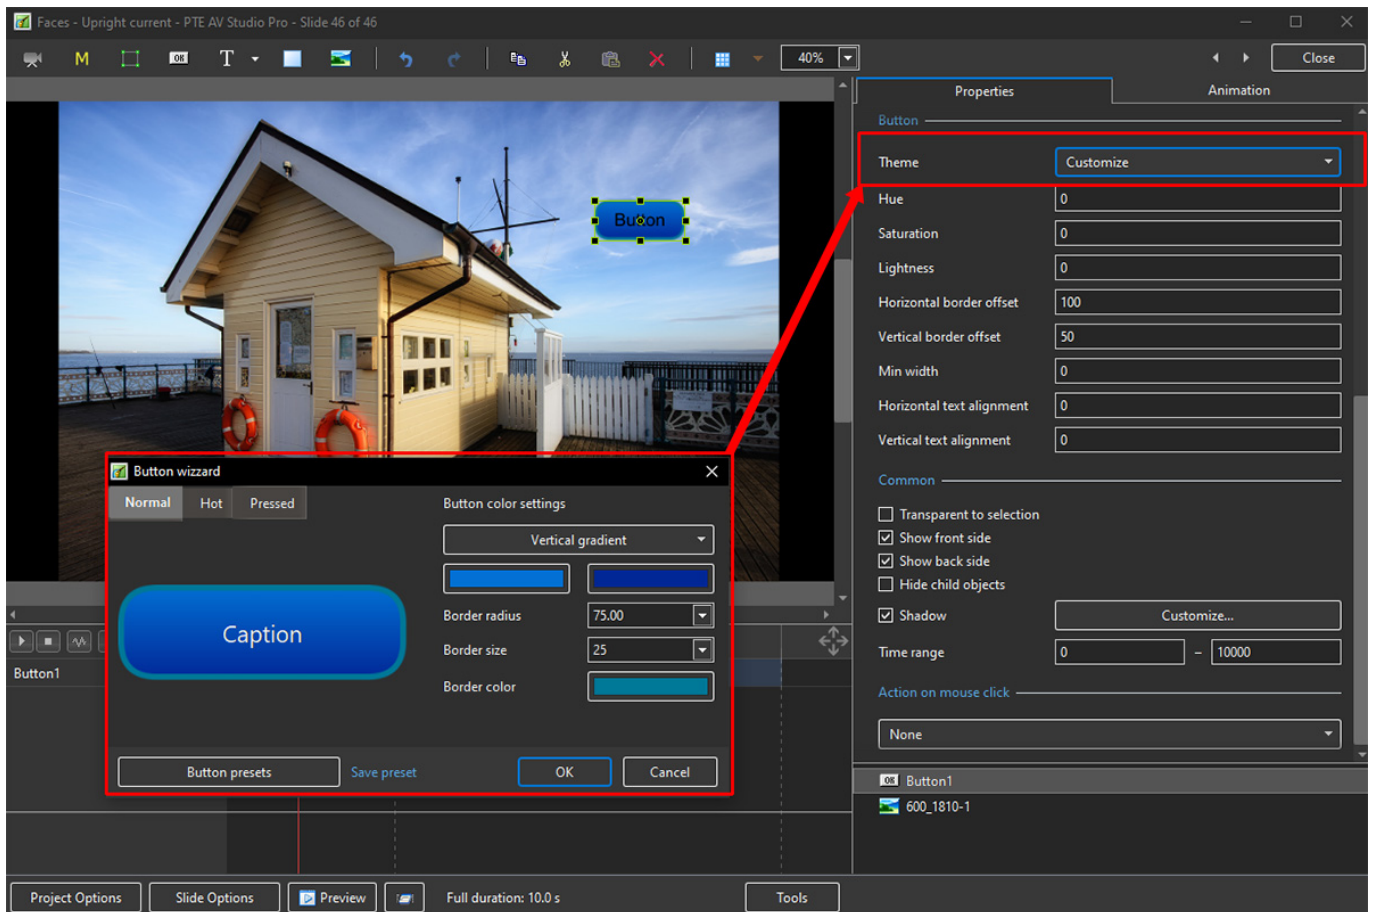 Faces - Upright current - PTE AV Studio Pro - Slide 46 of 46
M
OK
T
40%
Close
Properties
Animation
Button
Theme
Customize
Hue
0
Saturation
0
Lightness
0
Horizontal border offset
100
Vertical border offset
50
Min width
0
Horizontal text alignment
0
Vertical text alignment
0
Common
Transparent to selection
Show front side
Show back side
Hide child objects
Shadow
Customize...
Time range
0
–
10000
Action on mouse click
None
OK Button1
600_1810-1
Button
Button wizzard
Normal
Hot
Pressed
Button color settings
Vertical gradient
Caption
Border radius
75.00
Border size
25
Border color
Button presets
Save preset
OK
Cancel
Button1
Project Options
Slide Options
Preview
Full duration: 10.0 s
Tools